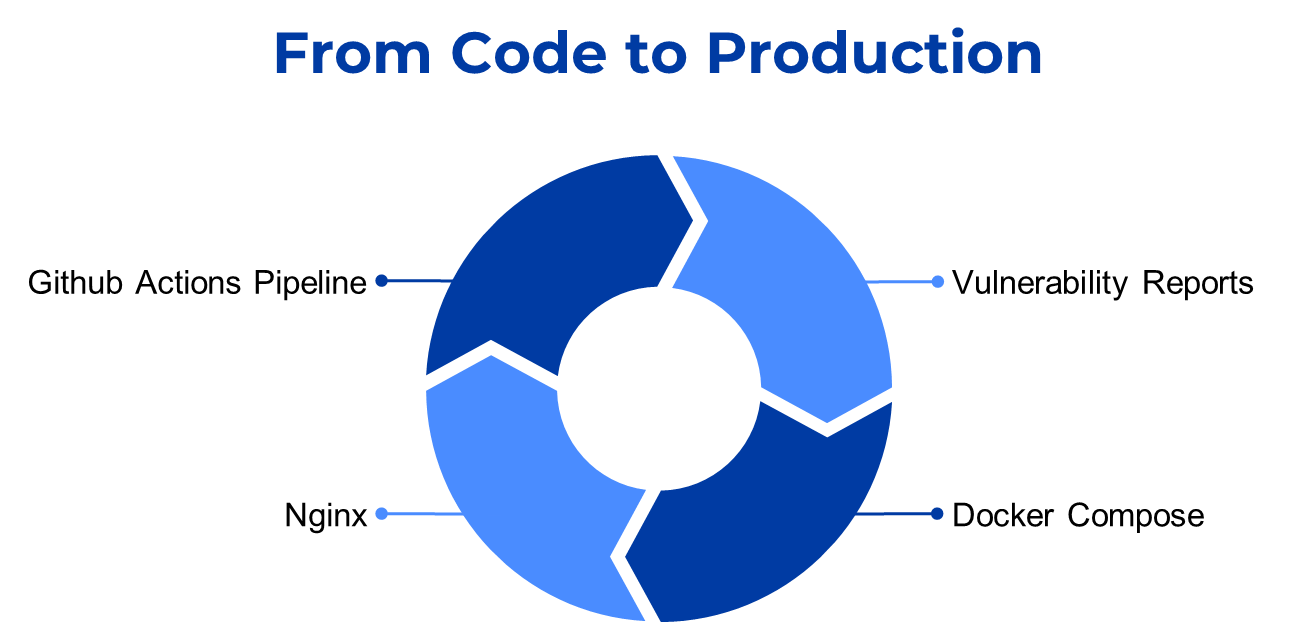 From Code to Production
Github Actions Pipeline
Vulnerability Reports
Nginx
Docker Compose